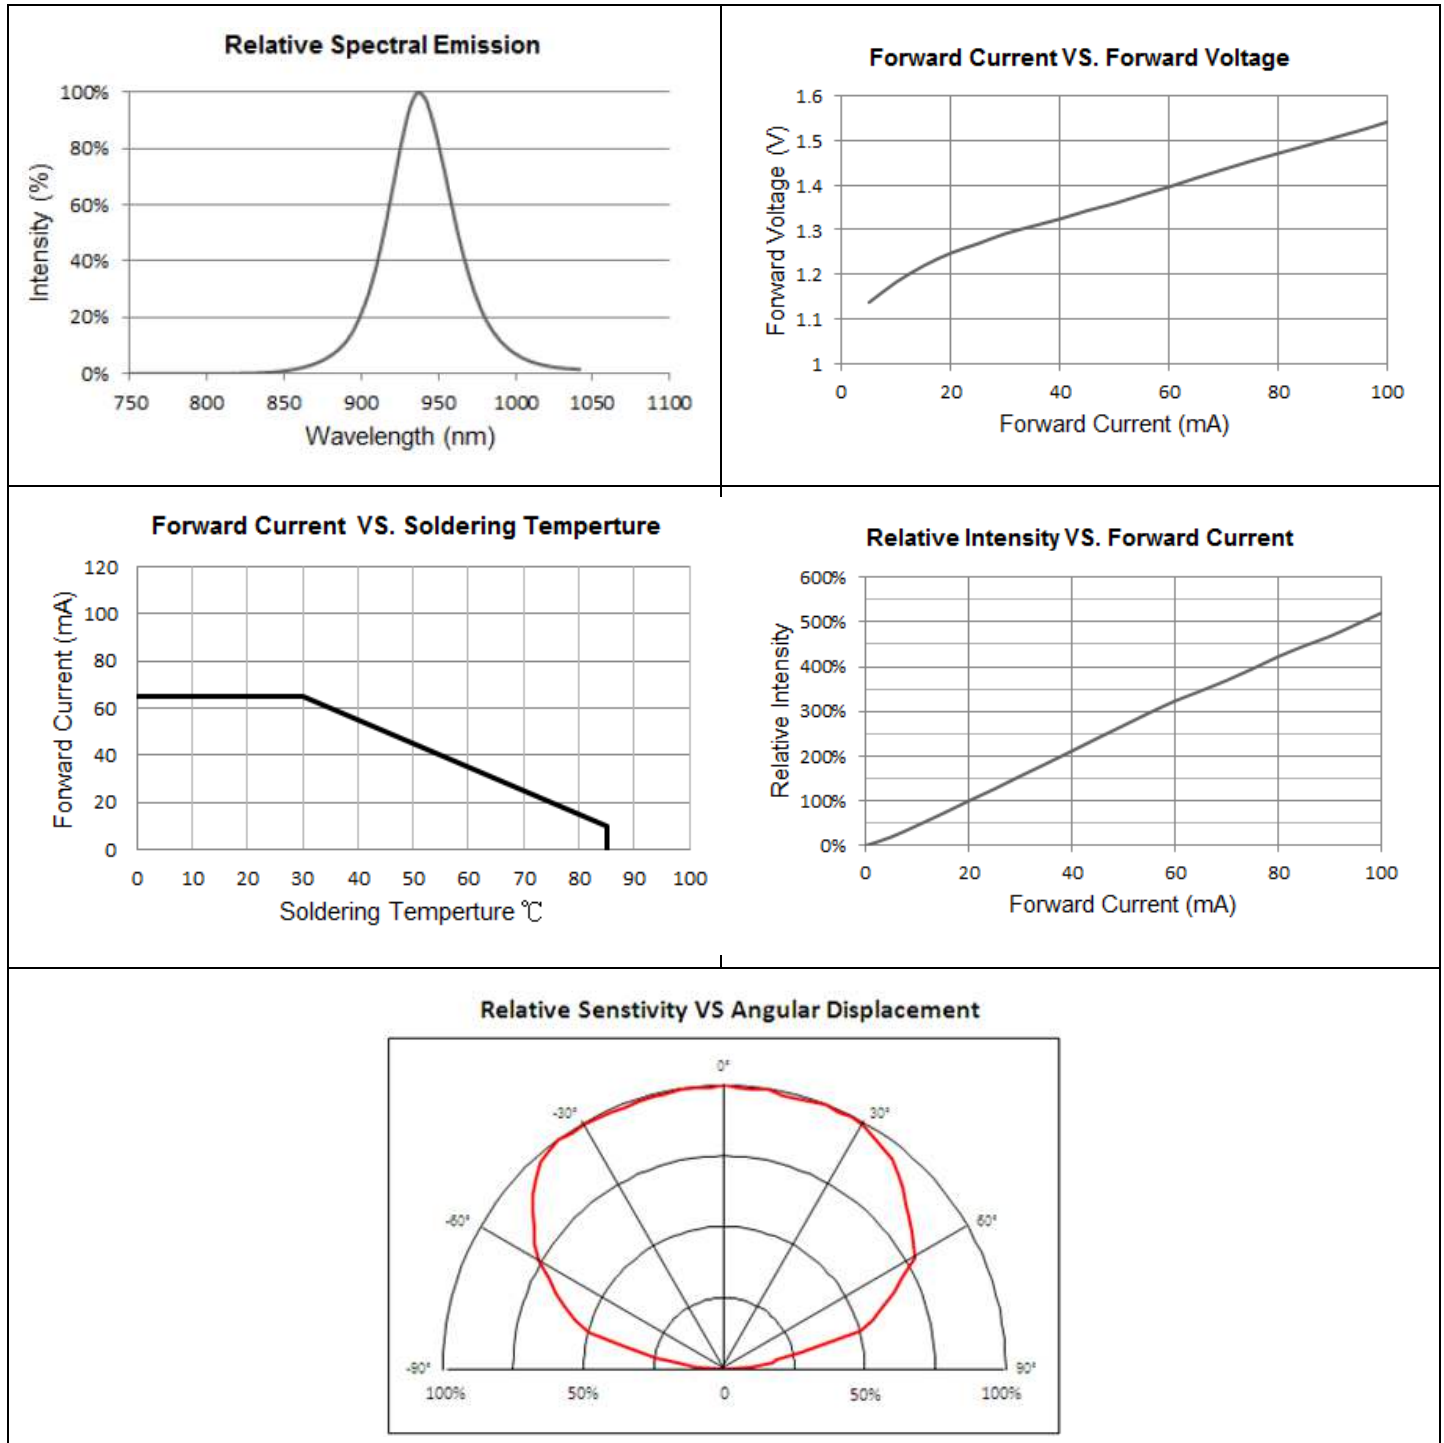 Relative Spectral Emission
100%
80%
60%
40%
20%
0%
Intensity (%)
750 800 850 900 950 1000 1050 1100
Wavelength (nm)
Forward Current VS. Forward Voltage
1.6
1.5
1.4
1.3
1.2
1.1
1
Forward Voltage (V)
0 20 40 60 80 100
Forward Current (mA)
Forward Current VS. Soldering Temperture
120
100
80
60
40
20
0
Forward Current (mA)
0 10 20 30 40 50 60 70 80 90 100
Soldering Temperture ℃
Relative Intensity VS. Forward Current
600%
500%
400%
300%
200%
100%
0%
Relative Intensity
0 20 40 60 80 100
Forward Current (mA)
Relative Senstivity VS Angular Displacement
0°
-30° 30°
-60° 60°
-90° 90°
100% 50% 0 50% 100%